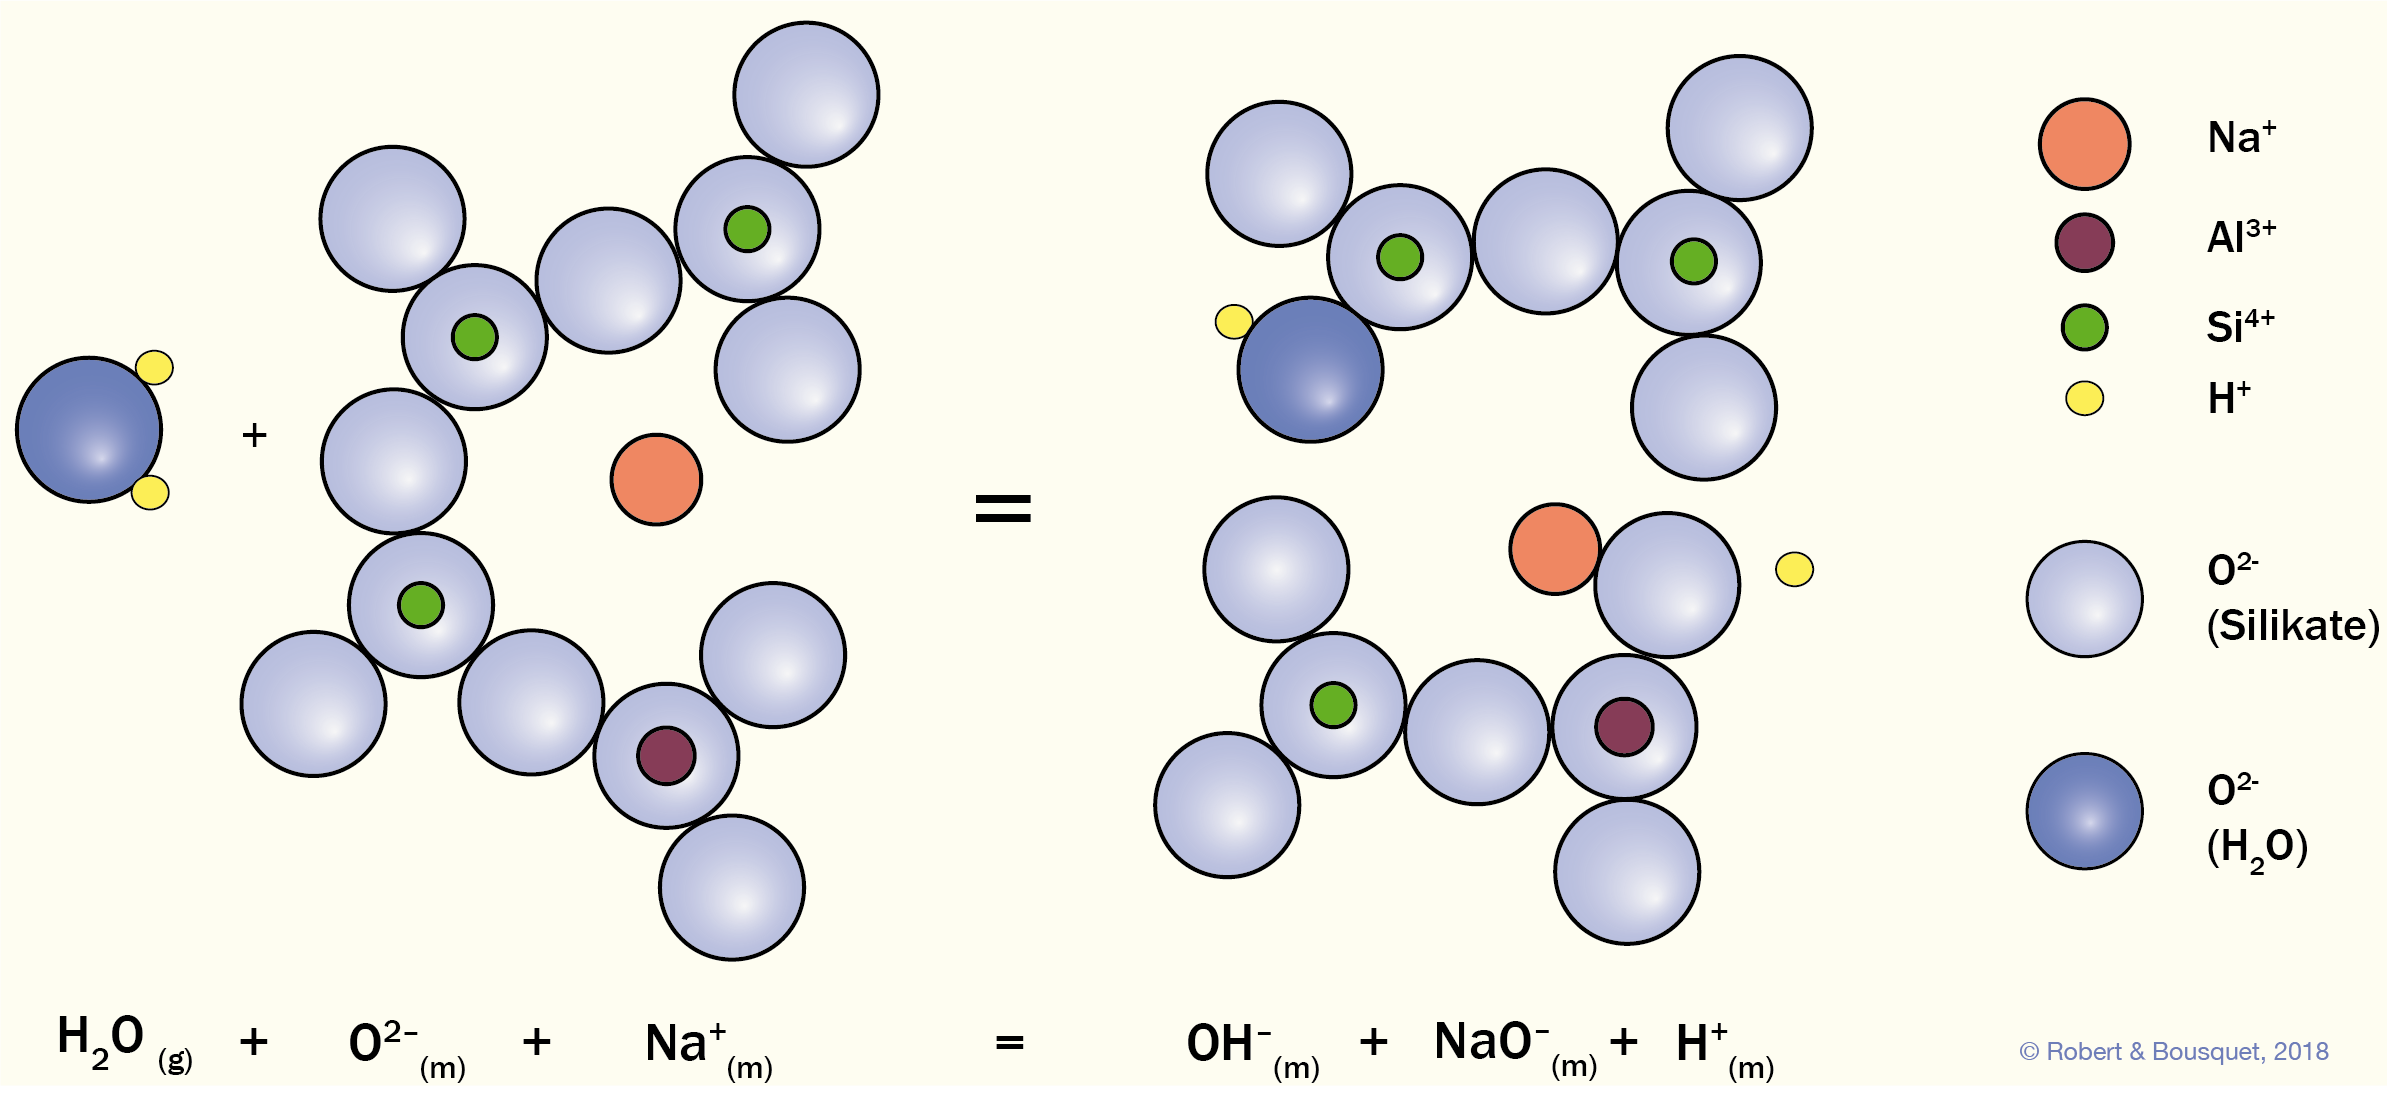 +
=
Na⁺
Al³⁺
Si⁴⁺
H⁺
O²⁻
(Silikate)
O²⁻
(H₂O)
H₂O (g) + O²⁻(m) + Na⁺(m) = OH⁻(m) + NaO⁻(m) + H⁺(m)
© Robert & Bousquet, 2018